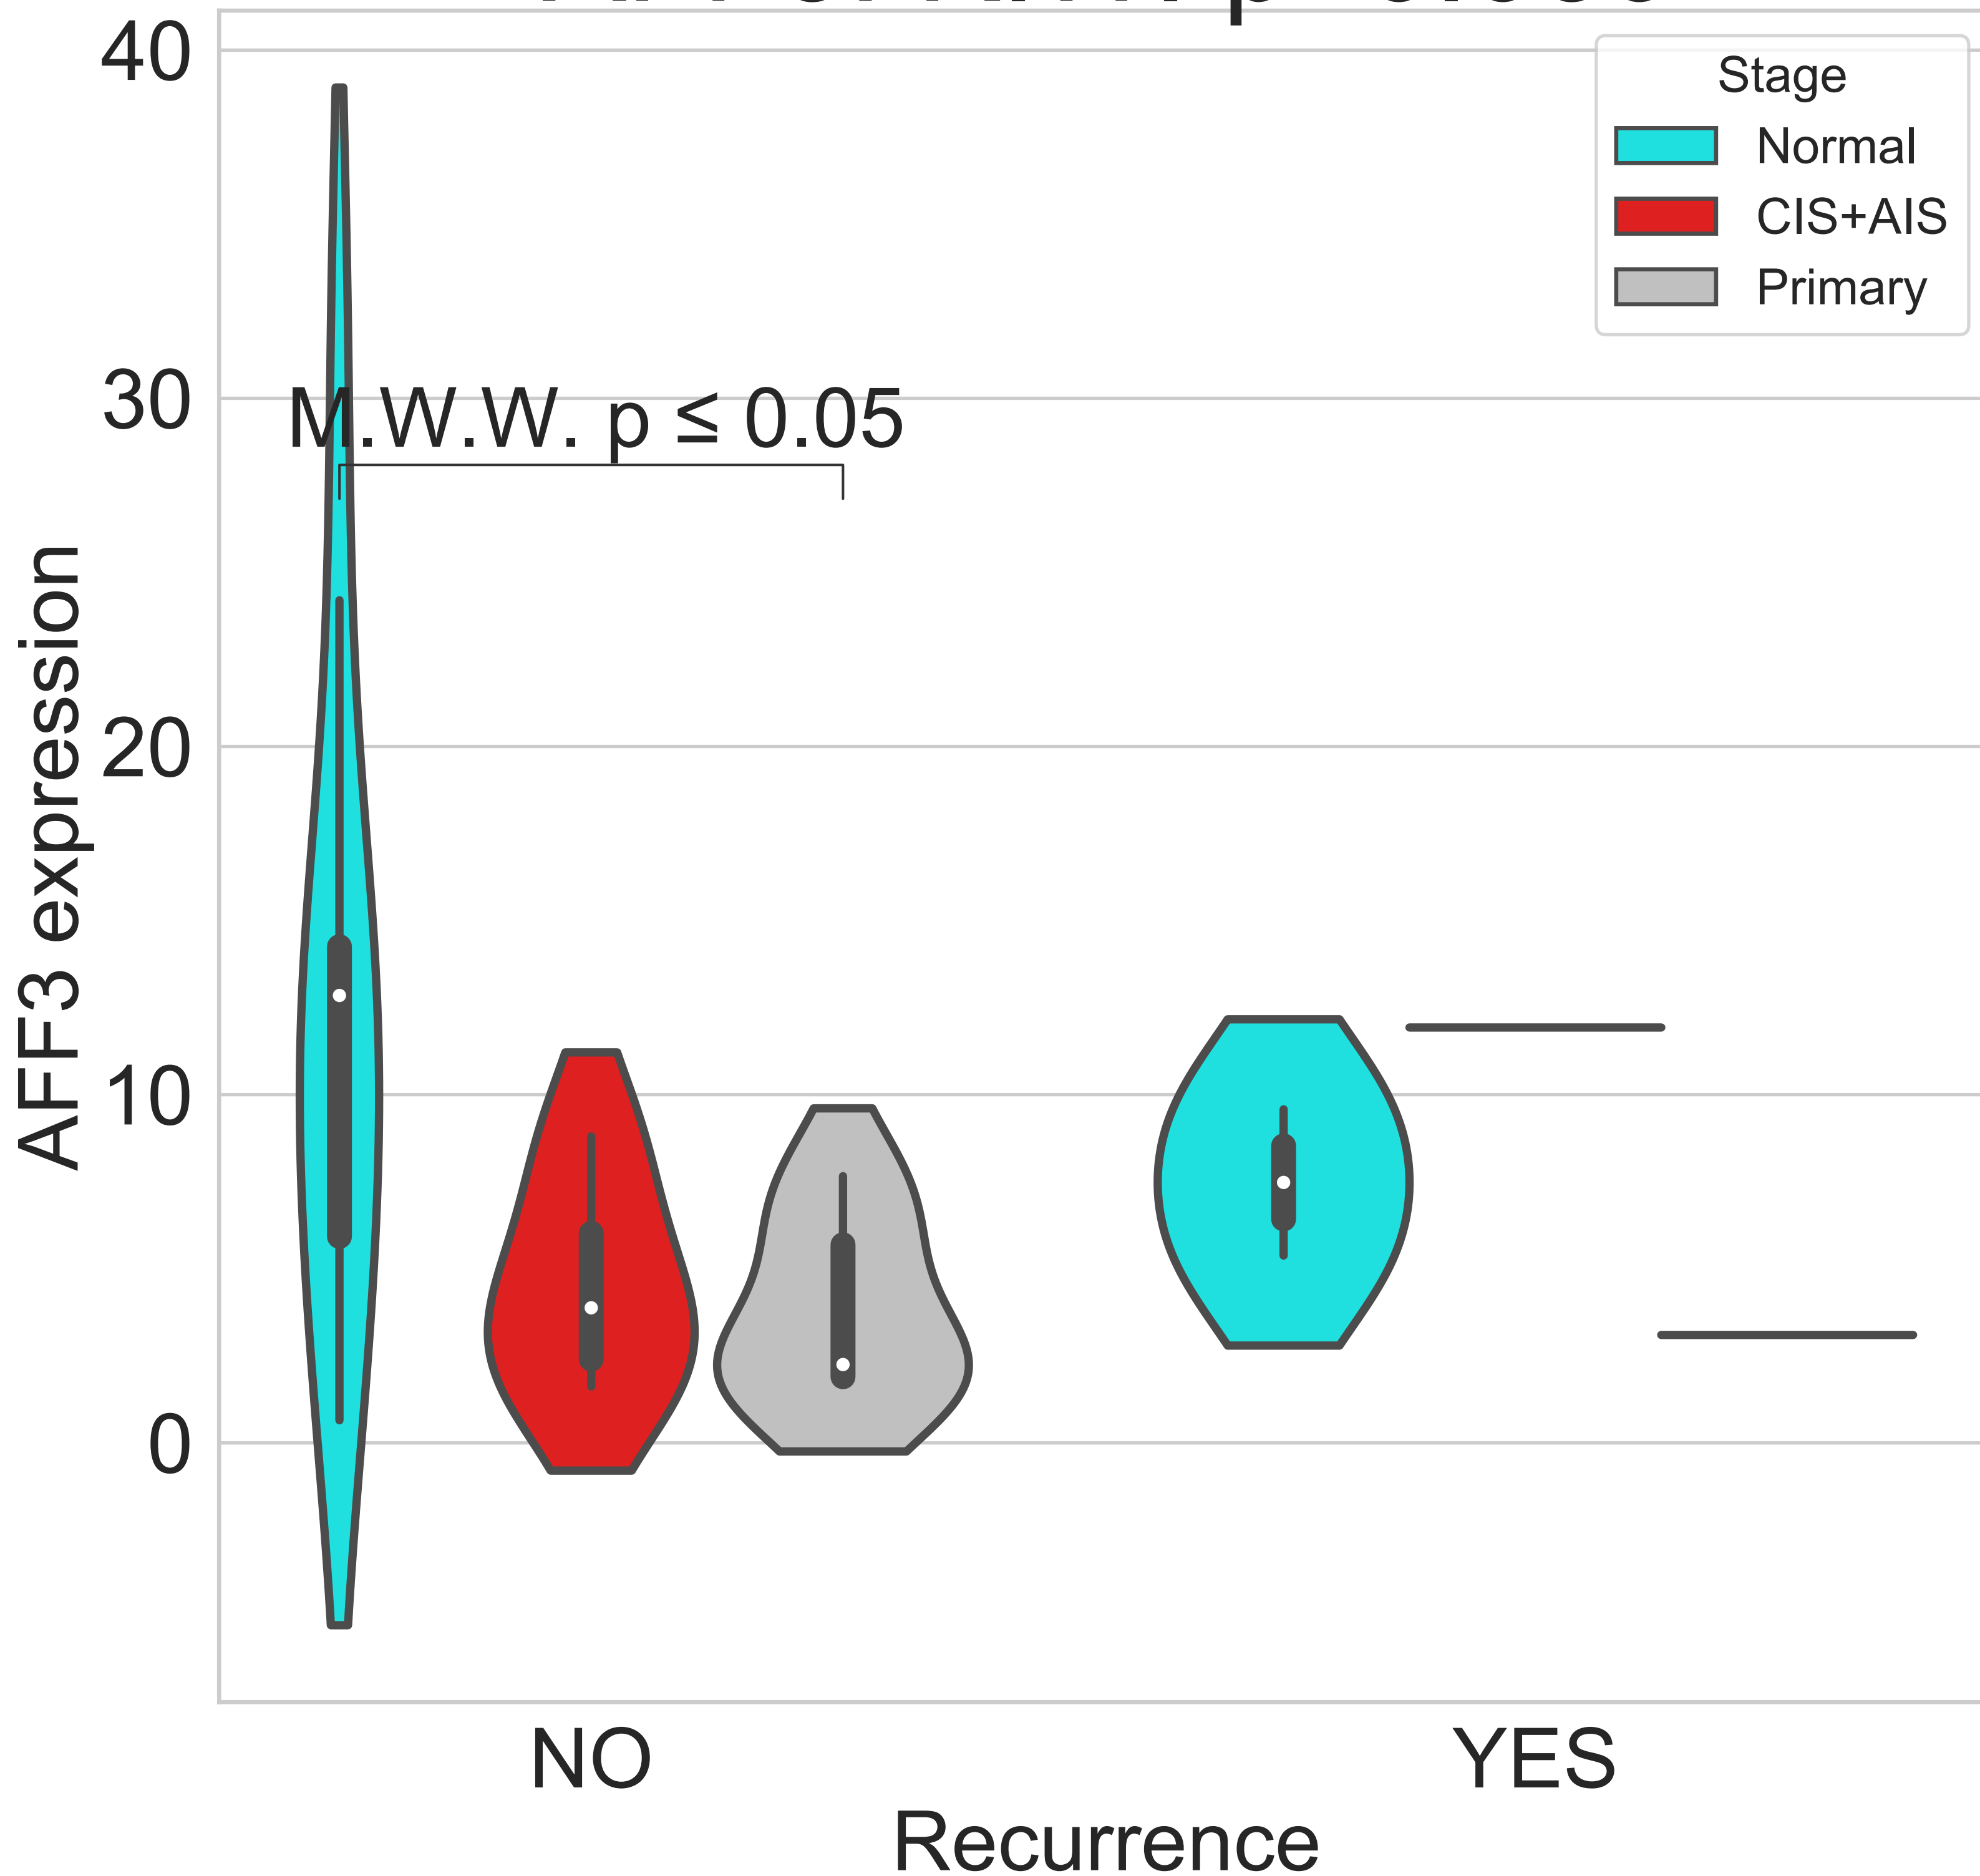 40
30
20
10
0
AFF3 expression
Stage
Normal
CIS+AIS
Primary
M.W.W. p ≤ 0.05
NO
YES
Recurrence